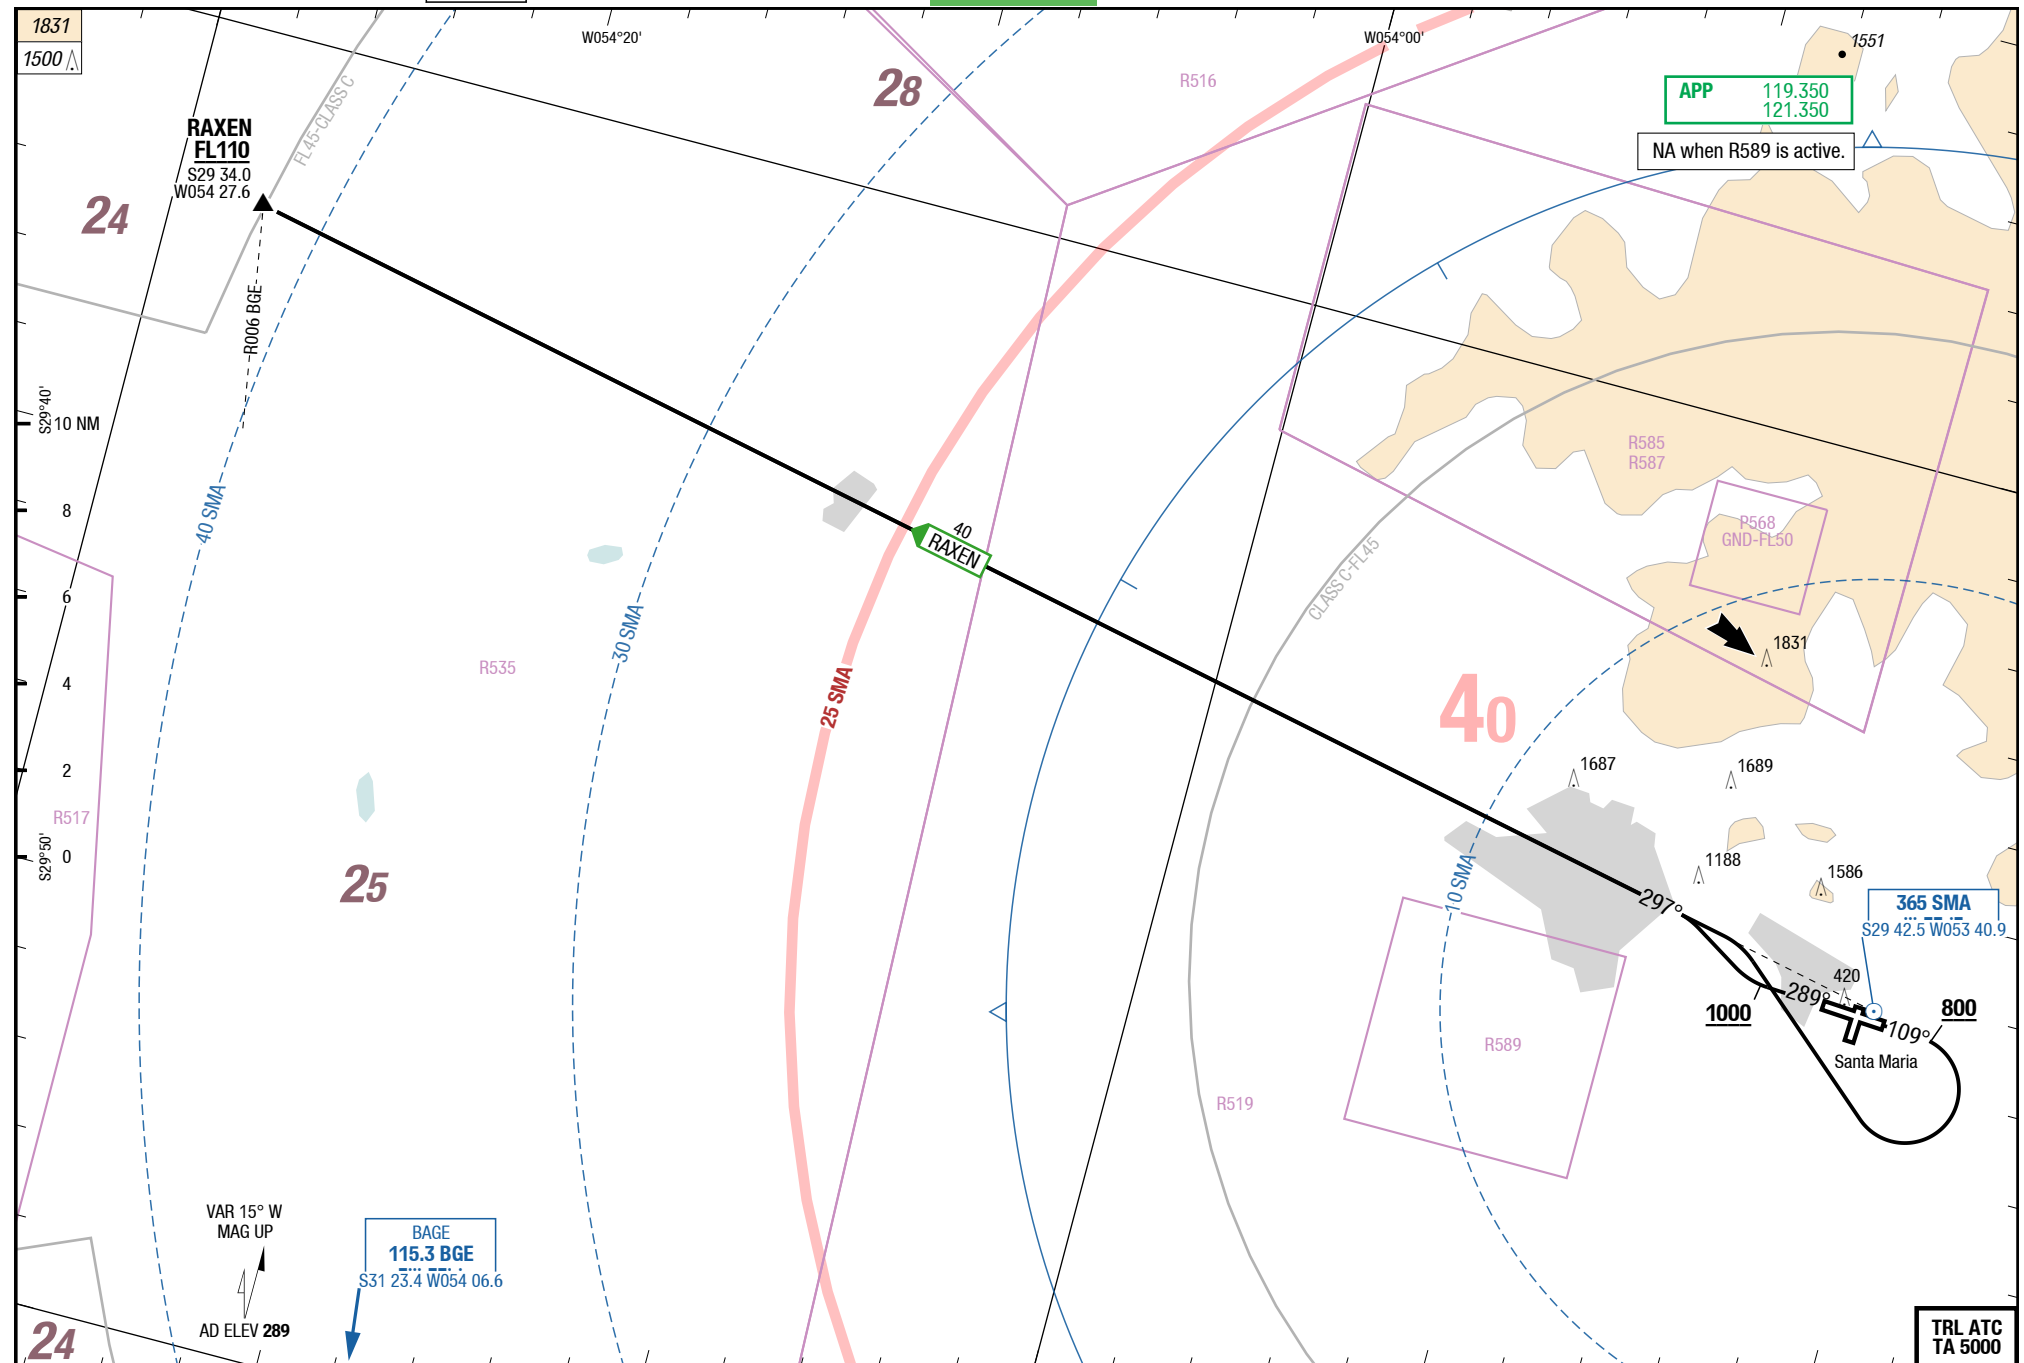 1831
1500
W054°20'
W054°00'
1551
28
R516
APP 119.350
121.350
NA when R589 is active.
FL45-CLASS C
RAXEN
FL110
S29 34.0
W054 27.6
24
R006 BGE
S29°40'
10 NM
8
6
4
2
0
S29°50'
40 SMA
30 SMA
25 SMA
10 SMA
40
RAXEN
R585
R587
P568
GND-FL50
CLASS C-FL45
1831
R535
40
1687
1689
R517
25
1188
1586
297°
365 SMA
S29 42.5 W053 40.9
420
289°
1000
800
109°
Santa Maria
R589
R519
VAR 15° W
MAG UP
AD ELEV 289
BAGE
115.3 BGE
S31 23.4 W054 06.6
24
TRL ATC
TA 5000